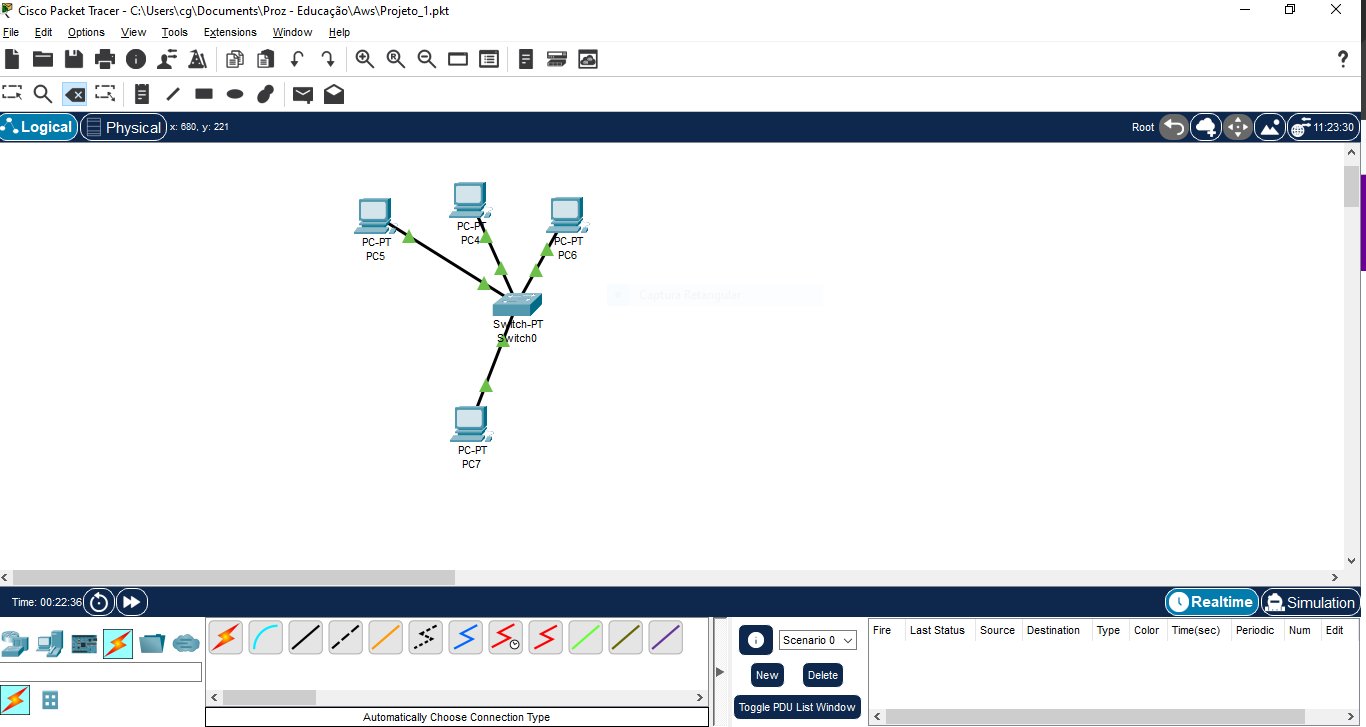 Cisco Packet Tracer - C:\Users\cg\Documents\Proz - Educação\Aws\Projeto_1.pkt
File Edit Options View Tools Extensions Window Help
?
Logical Physical x: 680, y: 221 Root 11:23:30
PC-PT
PC5
PC-PT
PC4
PC-PT
PC6
Captura Retangular
Switch-PT
Switch0
PC-PT
PC7
Time: 00:22:36 Realtime Simulation
Scenario 0
New Delete
Toggle PDU List Window
Fire Last Status Source Destination Type Color Time(sec) Periodic Num Edit
Automatically Choose Connection Type